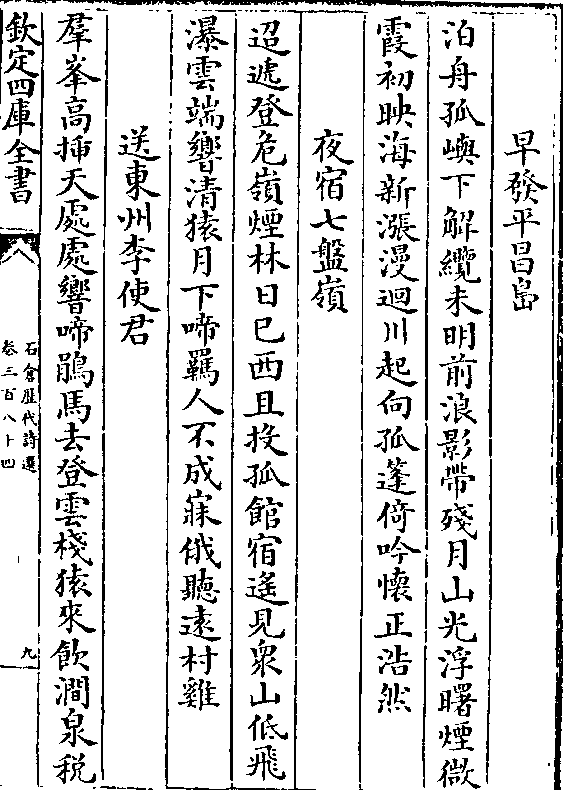 早發平昌島
泊舟孤嶼下解纜未明前浪影帶殘月山光浮曙煙微
霞初映海新漲漫迴川起向孤蓬倚吟懷正浩然
夜宿七盤嶺
迢遞登危嶺煙林日已西且投孤館宿遙見衆山低飛
瀑雲端響清猿月下啼羈人不成寐俄聽遠村雞
送東州李使君
羣峯高揷天處處響啼鵑馬去登雲棧猿來飲澗泉税
欽定四庫全書
石倉歷代詩選
卷三百八十四
九